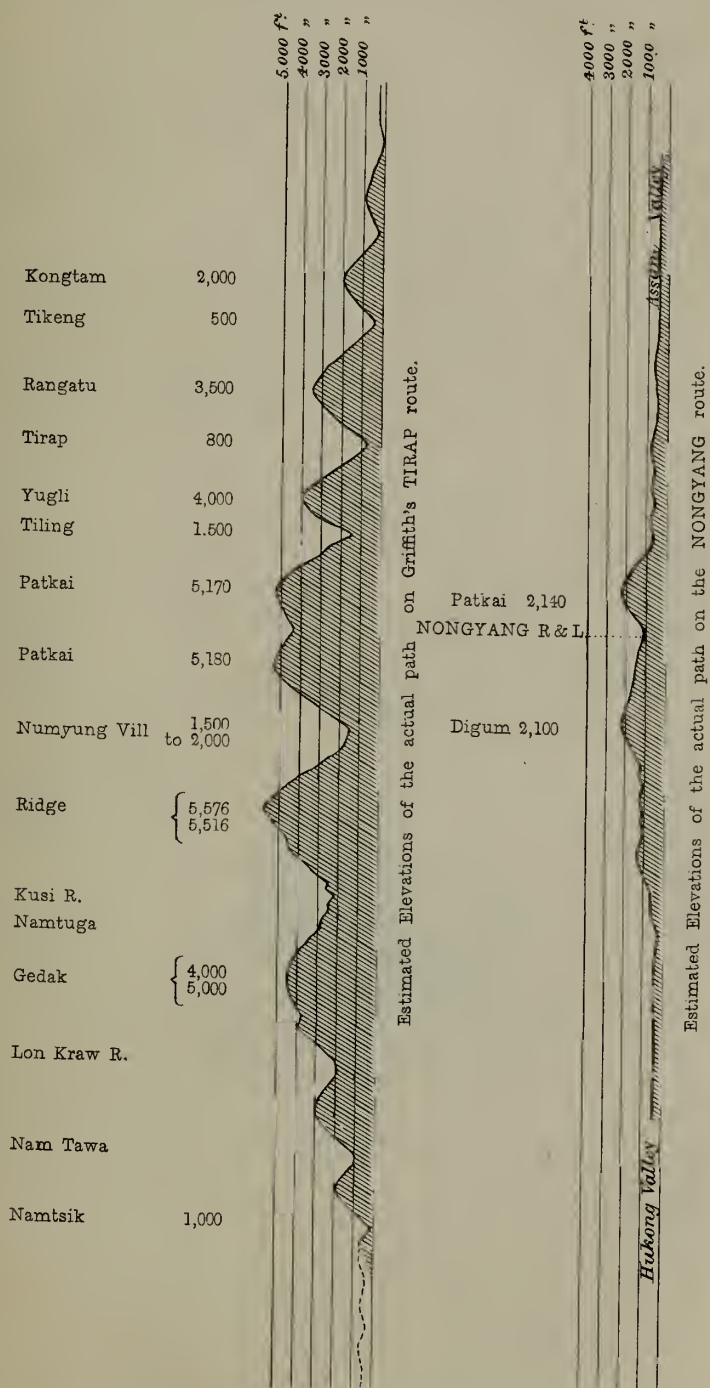 5.000 ft.
4000 „
3000 „
2000 „
1000 „
Kongtam 2,000
Tikeng 500
Rangatu 3,500
Tirap 800
Yugli 4,000
Tiling 1.500
Patkai 5,170
Patkai 5,180
Numyung Vill 1,500
to 2,000
Ridge { 5,576
5,516
Kusi R.
Namtuga
Gedak { 4,000
5,000
Lon Kraw R.
Nam Tawa
Namtsik 1,000
Estimated Elevations of the actual path on Griffith's TIRAP route.
4000 ft
3000 „
2000 „
1000 „
Assam Valley
Patkai 2,140
NONGYANG R & L
Digum 2,100
Hukong Valley
Estimated Elevations of the actual path on the NONGYANG route.